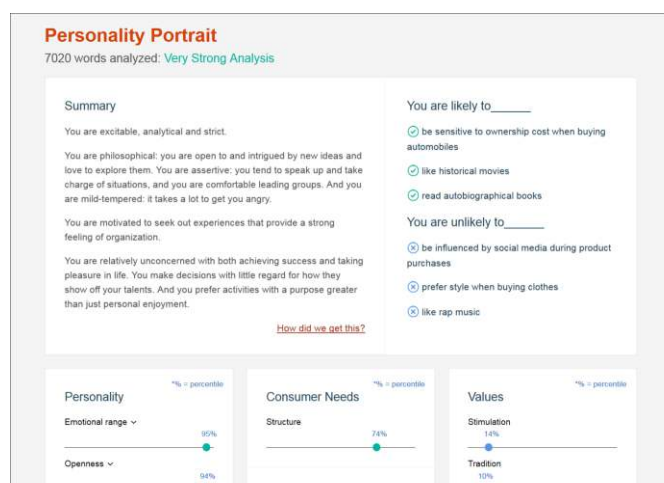 Personality Portrait
7020 words analyzed: Very Strong Analysis
Summary
You are excitable, analytical and strict.
You are philosophical: you are open to and intrigued by new ideas and
love to explore them. You are assertive: you tend to speak up and take
charge of situations, and you are comfortable leading groups. And you
are mild-tempered: it takes a lot to get you angry.
You are motivated to seek out experiences that provide a strong
feeling of organization.
You are relatively unconcerned with both achieving success and taking
pleasure in life. You make decisions with little regard for how they
show off your talents. And you prefer activities with a purpose greater
than just personal enjoyment.
How did we get this?
You are likely to______
be sensitive to ownership cost when buying
automobiles
like historical movies
read autobiographical books
You are unlikely to______
be influenced by social media during product
purchases
prefer style when buying clothes
like rap music
*% = percentile
Personality
Emotional range
95%
Openness
94%
*% = percentile
Consumer Needs
Structure
74%
*% = percentile
Values
Stimulation
14%
Tradition
10%